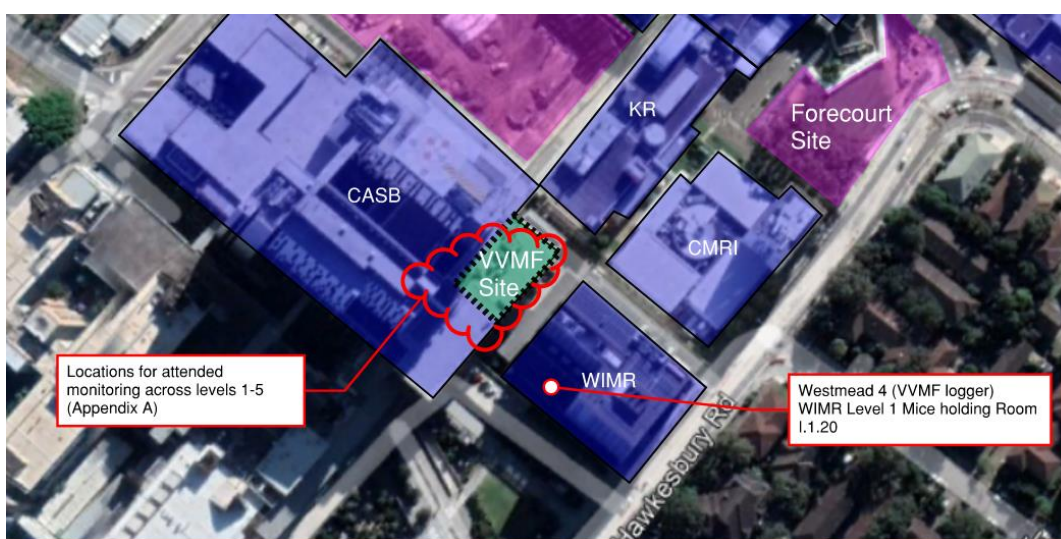 KR
Forecourt
Site
CASB
CMRI
VVMF
Site
Locations for attended
monitoring across levels 1-5
(Appendix A)
WIMR
Westmead 4 (VVMF logger)
WIMR Level 1 Mice holding Room
I.1.20
Hawkesbury Rd